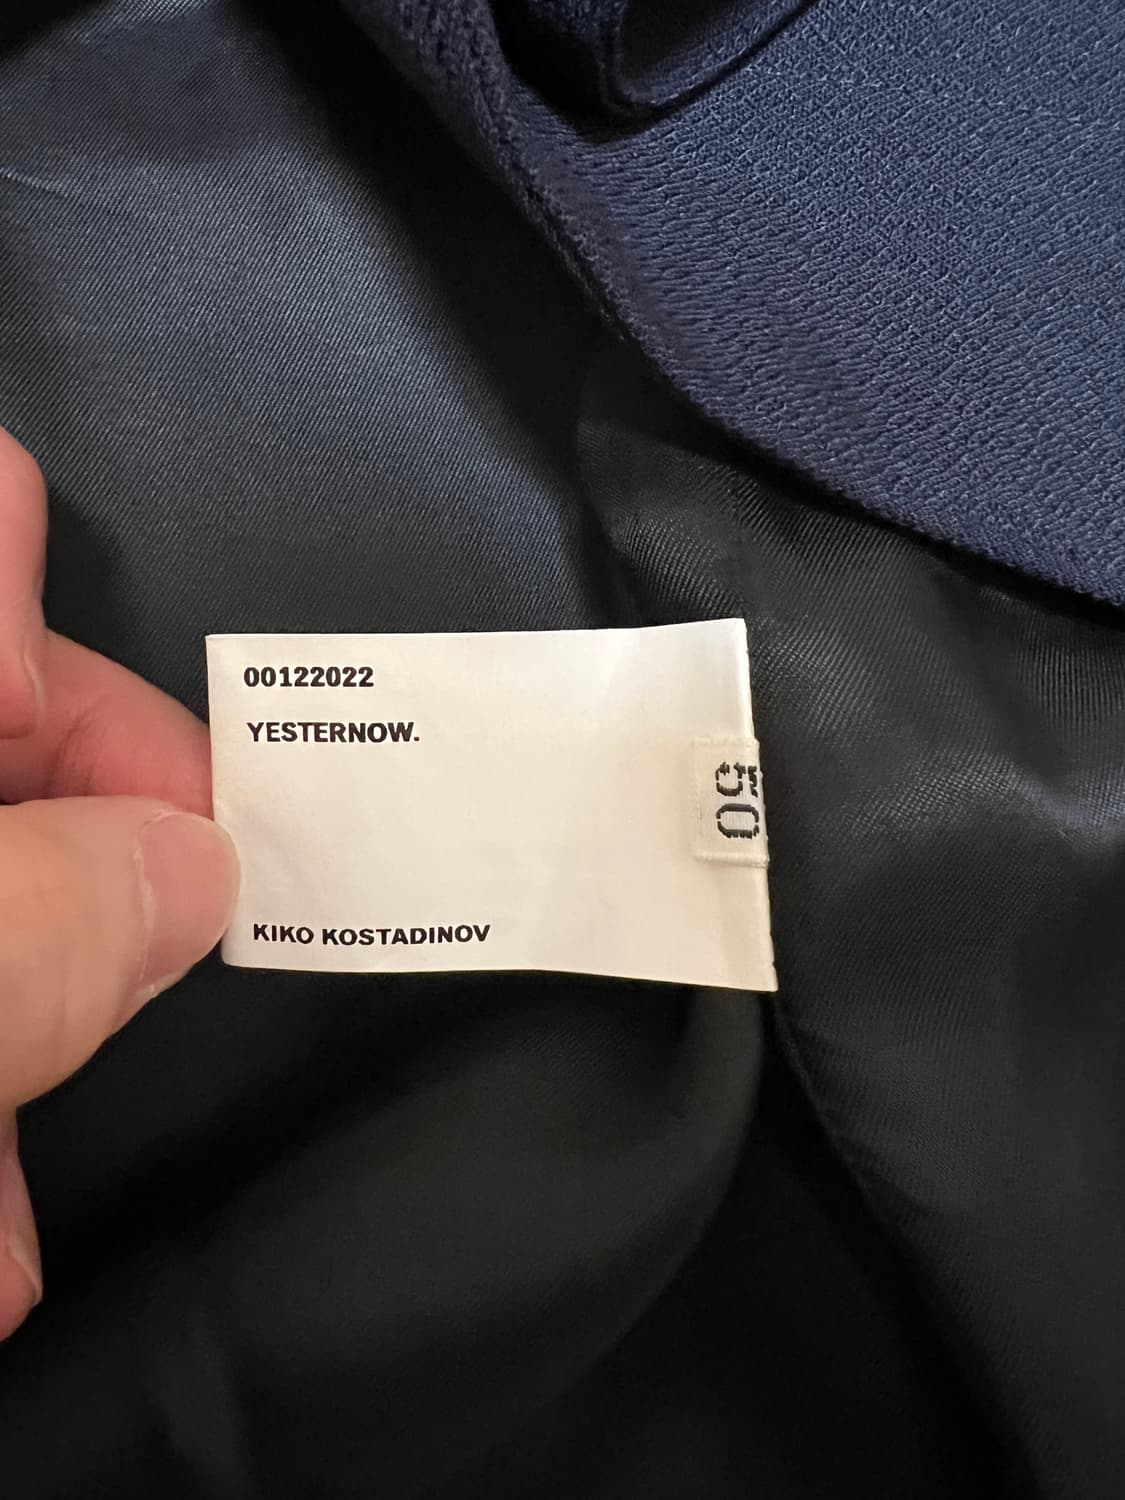 00122022
YESTERNOW.
50
KIKO KOSTADINOV